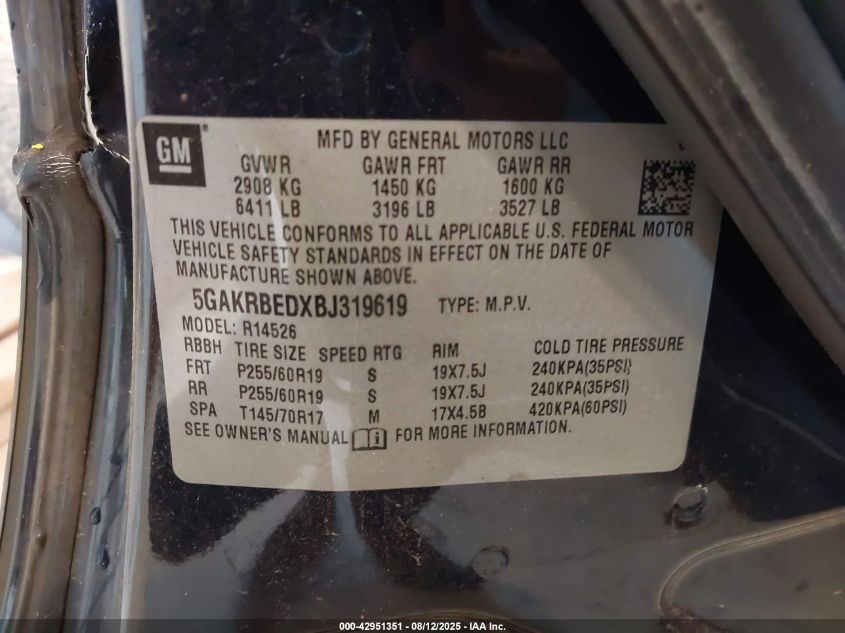 GM ® MFD BY GENERAL MOTORS LLC
GVWR GAWR FRT GAWR RR
2908 KG 1450 KG 1600 KG
6411 LB 3196 LB 3527 LB
THIS VEHICLE CONFORMS TO ALL APPLICABLE U.S. FEDERAL MOTOR
VEHICLE SAFETY STANDARDS IN EFFECT ON THE DATE OF
MANUFACTURE SHOWN ABOVE.
5GAKRBEDXBJ319619 TYPE: M.P.V.
MODEL: R14526
RBBH TIRE SIZE SPEED RTG RIM COLD TIRE PRESSURE
FRT P255/60R19 S 19X7.5J 240KPA(35PSI)
RR P255/60R19 S 19X7.5J 240KPA(35PSI)
SPA T145/70R17 M 17X4.5B 420KPA(60PSI)
SEE OWNER'S MANUAL i FOR MORE INFORMATION.
000-42951351 - 08/12/2025 - IAA Inc.